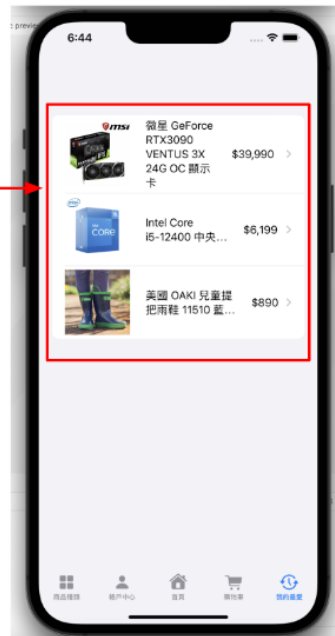 : preview
6:44
msi
微星 GeForce
RTX3090
VENTUS 3X
24G OC 顯示
卡
$39,990
intel
CORE
Intel Core
i5-12400 中央...
$6,199
美國 OAKI 兒童提
把雨鞋 11510 藍...
$890
商品種類
帳戶中心
首頁
購物車
我的最愛